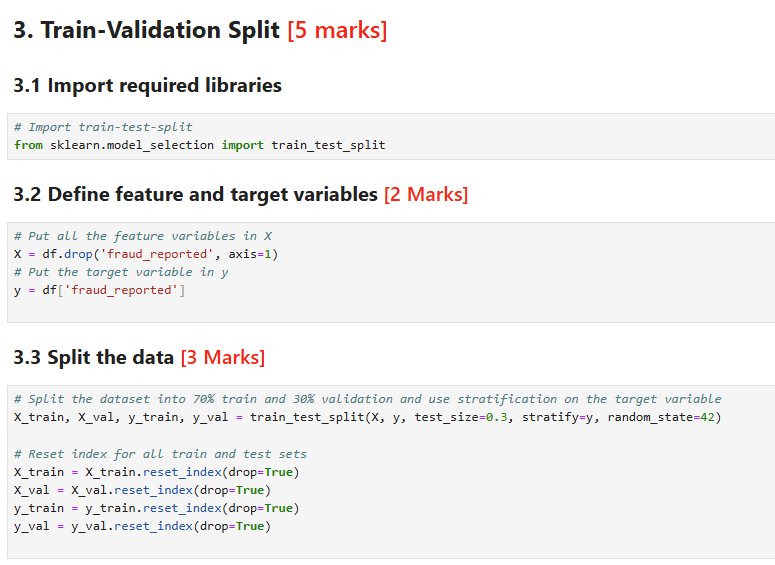 3. Train-Validation Split [5 marks]
3.1 Import required libraries
# Import train-test-split
from sklearn.model_selection import train_test_split
3.2 Define feature and target variables [2 Marks]
# Put all the feature variables in X
X = df.drop('fraud_reported', axis=1)
# Put the target variable in y
y = df['fraud_reported']
3.3 Split the data [3 Marks]
# Split the dataset into 70% train and 30% validation and use stratification on the target variable
X_train, X_val, y_train, y_val = train_test_split(X, y, test_size=0.3, stratify=y, random_state=42)
# Reset index for all train and test sets
X_train = X_train.reset_index(drop=True)
X_val = X_val.reset_index(drop=True)
y_train = y_train.reset_index(drop=True)
y_val = y_val.reset_index(drop=True)